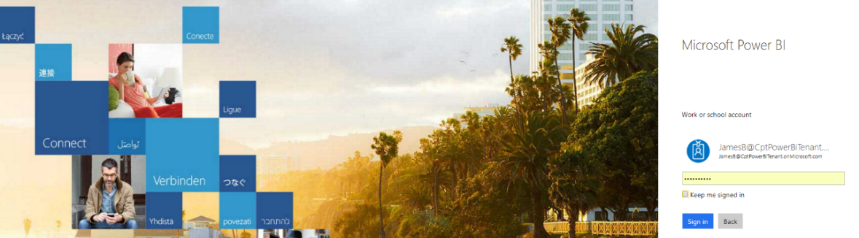 Łączyć
Conecte
連接
Ligue
Connect
تواصل
Verbinden
つなぐ
Yhdistä
povezati
להתחבר
Microsoft Power BI
Work or school account
JamesB@CptPowerBITenant....
JamesB@CptPowerBITenant.onMicrosoft.com
Keep me signed in
Sign in
Back